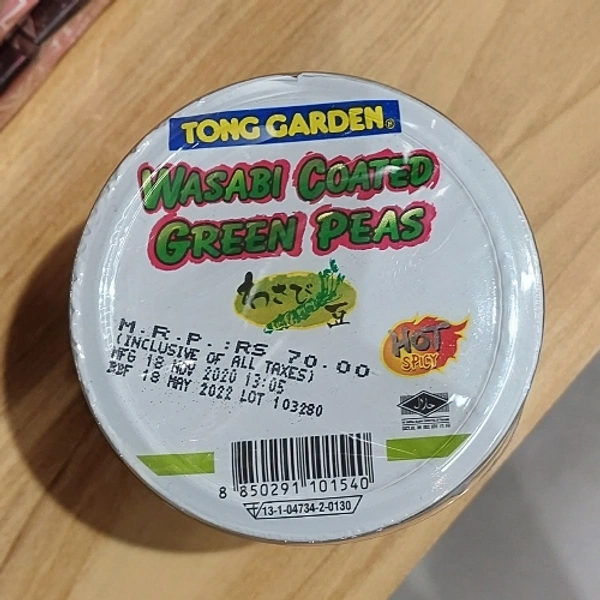 TONG GARDEN®
WASABI COATED
GREEN PEAS
わさび
豆
M.R.P.:RS 70.00
(INCLUSIVE OF ALL TAXES)
MFG 18 NOV 2020 13:05
BBF 18 MAY 2022 LOT 103280
HOT
SPICY
حلال
8 850291 101540
13-1-04734-2-0130